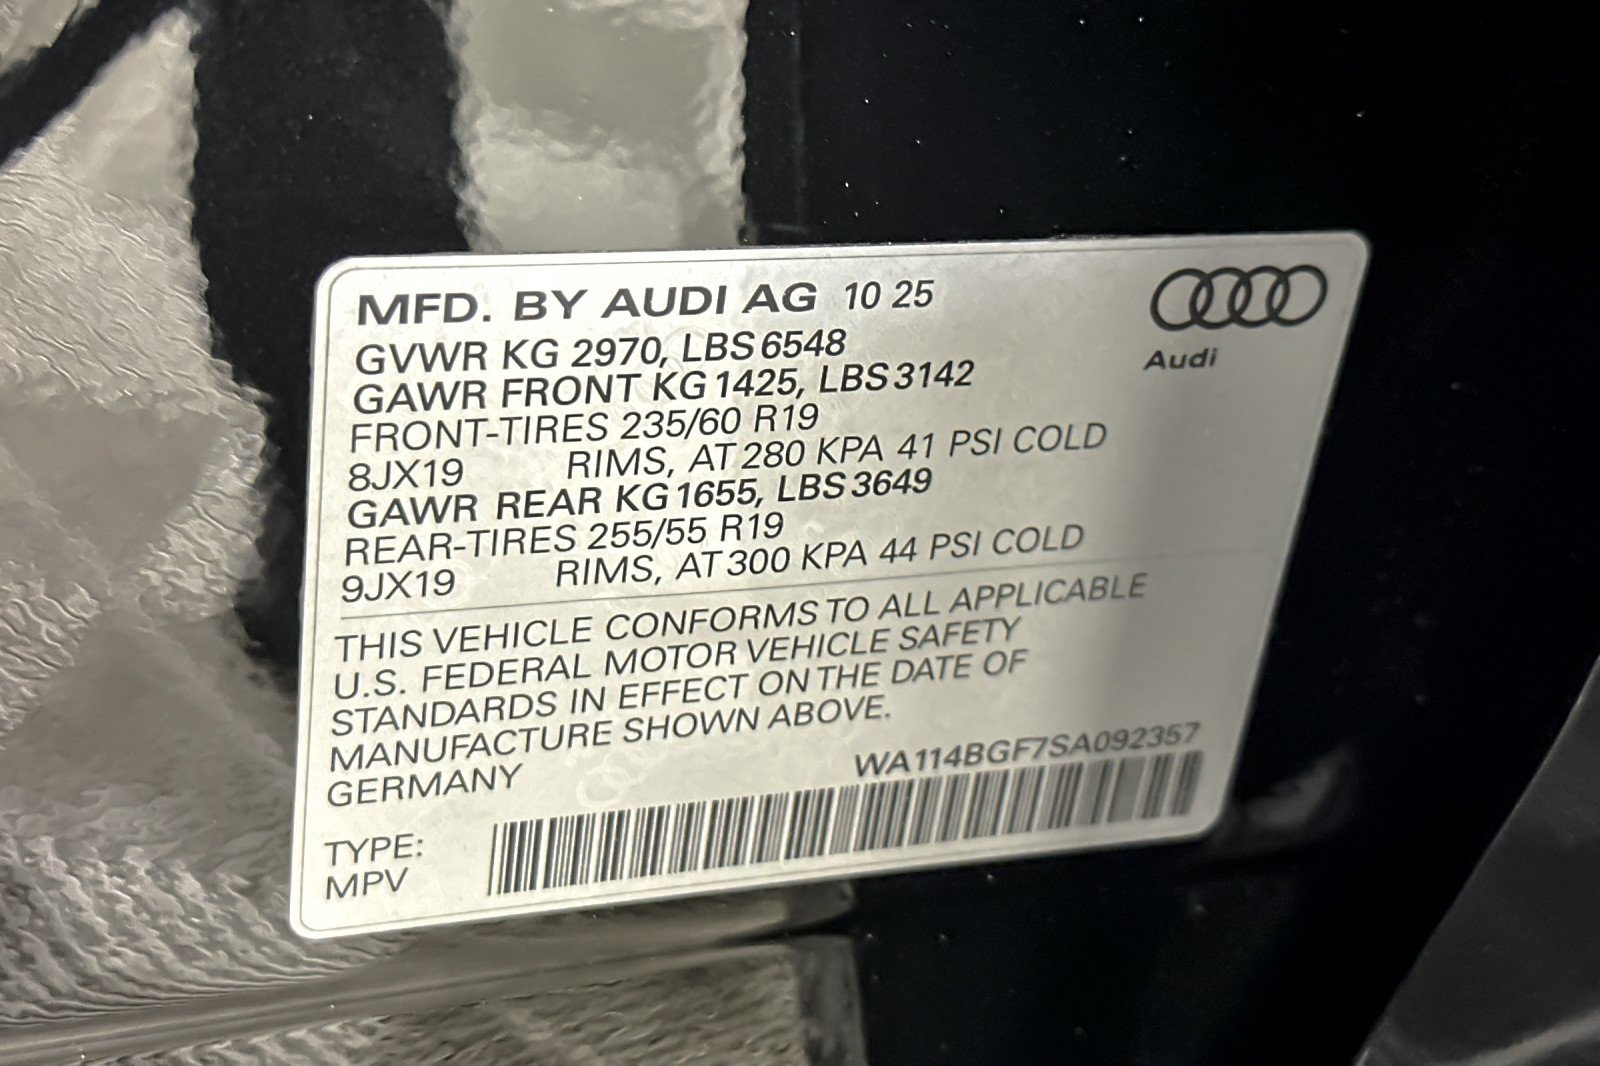 MFD. BY AUDI AG 10 25
GVWR KG 2970, LBS 6548
GAWR FRONT KG 1425, LBS 3142
FRONT-TIRES 235/60 R19
8JX19 RIMS, AT 280 KPA 41 PSI COLD
GAWR REAR KG 1655, LBS 3649
REAR-TIRES 255/55 R19
9JX19 RIMS, AT 300 KPA 44 PSI COLD
Audi
THIS VEHICLE CONFORMS TO ALL APPLICABLE
U.S. FEDERAL MOTOR VEHICLE SAFETY
STANDARDS IN EFFECT ON THE DATE OF
MANUFACTURE SHOWN ABOVE.
GERMANY
WA114BGF7SA092357
TYPE:
MPV